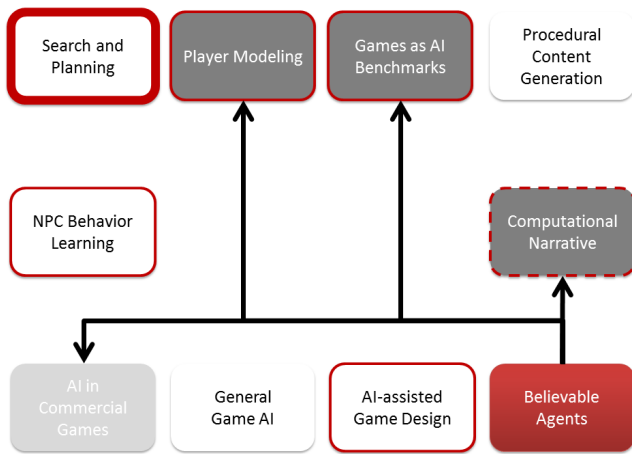 Search and
Planning
Player Modeling
Games as AI
Benchmarks
Procedural
Content
Generation
NPC Behavior
Learning
Computational
Narrative
AI in
Commercial
Games
General
Game AI
AI-assisted
Game Design
Believable
Agents